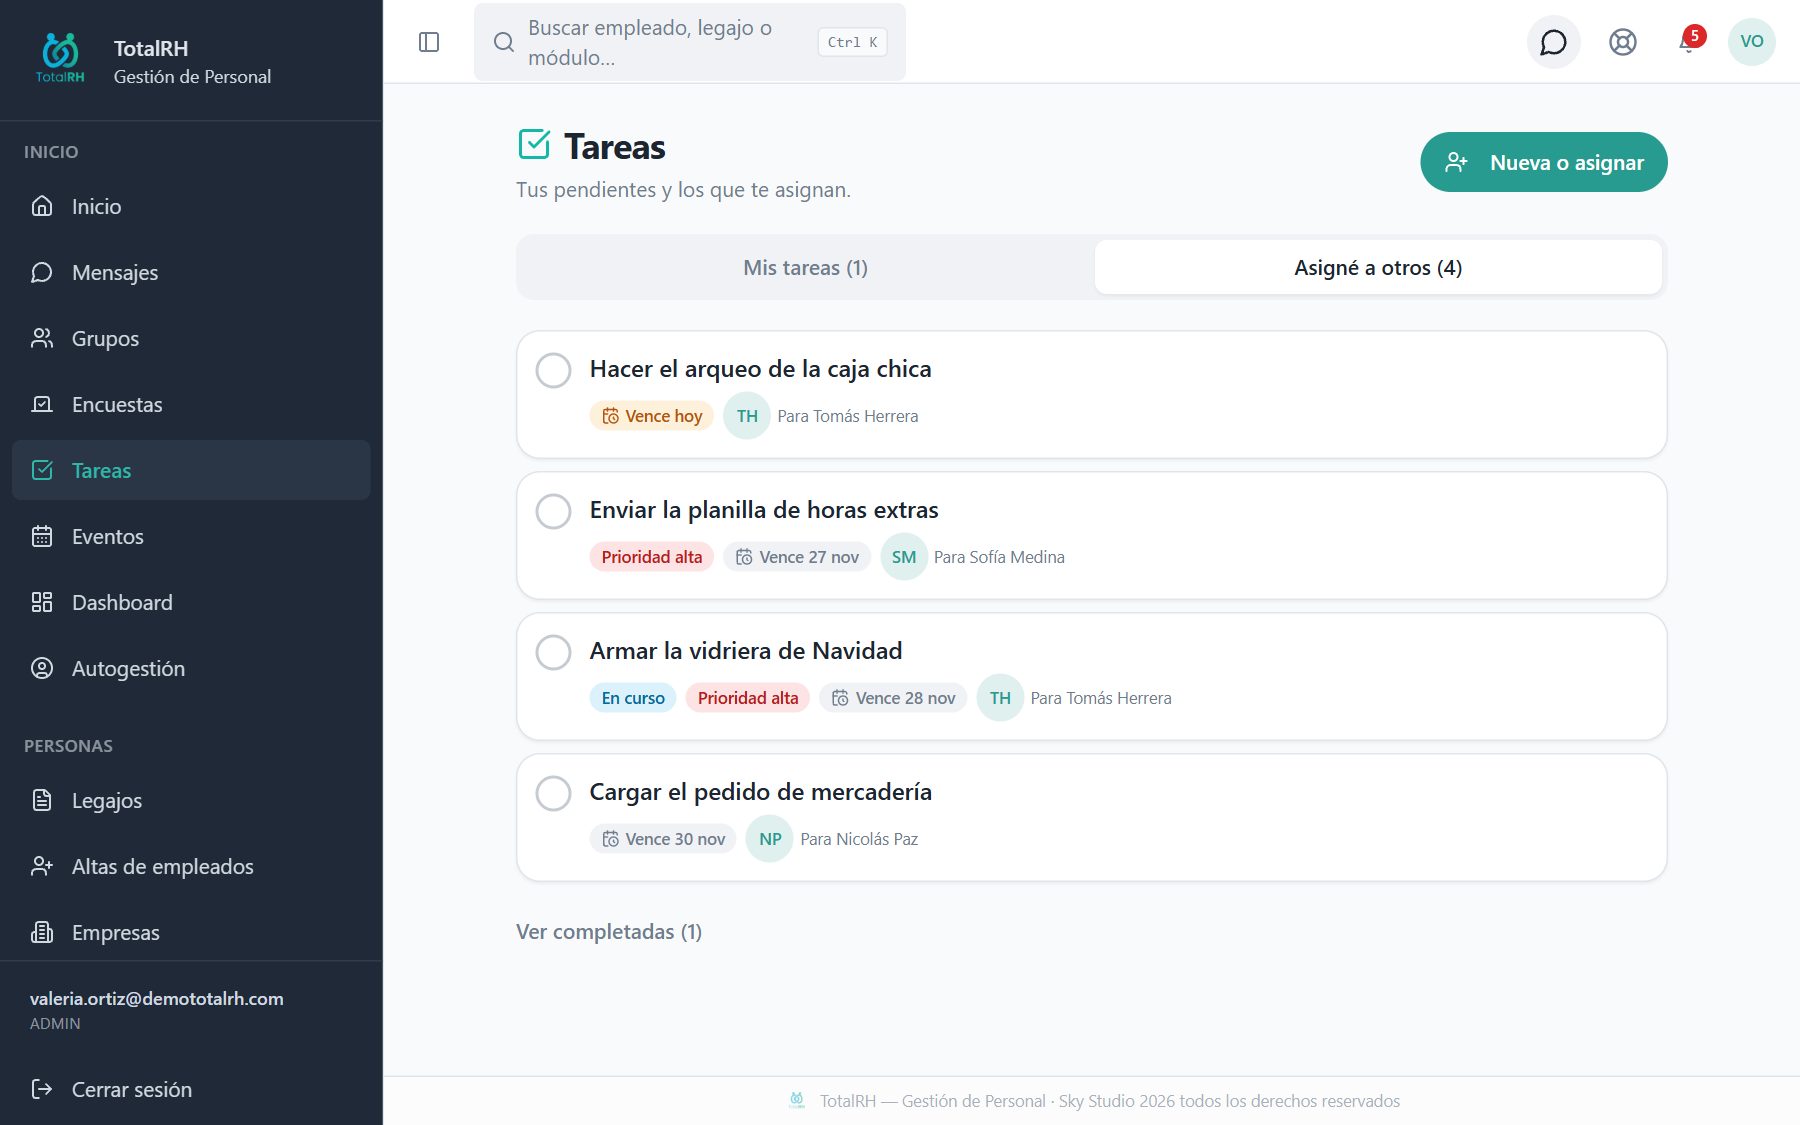 TotalRH
TotalRH
Gestión de Personal
INICIO
Inicio
Mensajes
Grupos
Encuestas
Tareas
Eventos
Dashboard
Autogestión
PERSONAS
Legajos
Altas de empleados
Empresas
valeria.ortiz@demototalrh.com
ADMIN
Cerrar sesión
Buscar empleado, legajo o
módulo...
Ctrl K
5
VO
Tareas
Tus pendientes y los que te asignan.
Nueva o asignar
Mis tareas (1)
Asigné a otros (4)
Hacer el arqueo de la caja chica
Vence hoy
TH
Para Tomás Herrera
Enviar la planilla de horas extras
Prioridad alta
Vence 27 nov
SM
Para Sofía Medina
Armar la vidriera de Navidad
En curso
Prioridad alta
Vence 28 nov
TH
Para Tomás Herrera
Cargar el pedido de mercadería
Vence 30 nov
NP
Para Nicolás Paz
Ver completadas (1)
TotalRH — Gestión de Personal · Sky Studio 2026 todos los derechos reservados